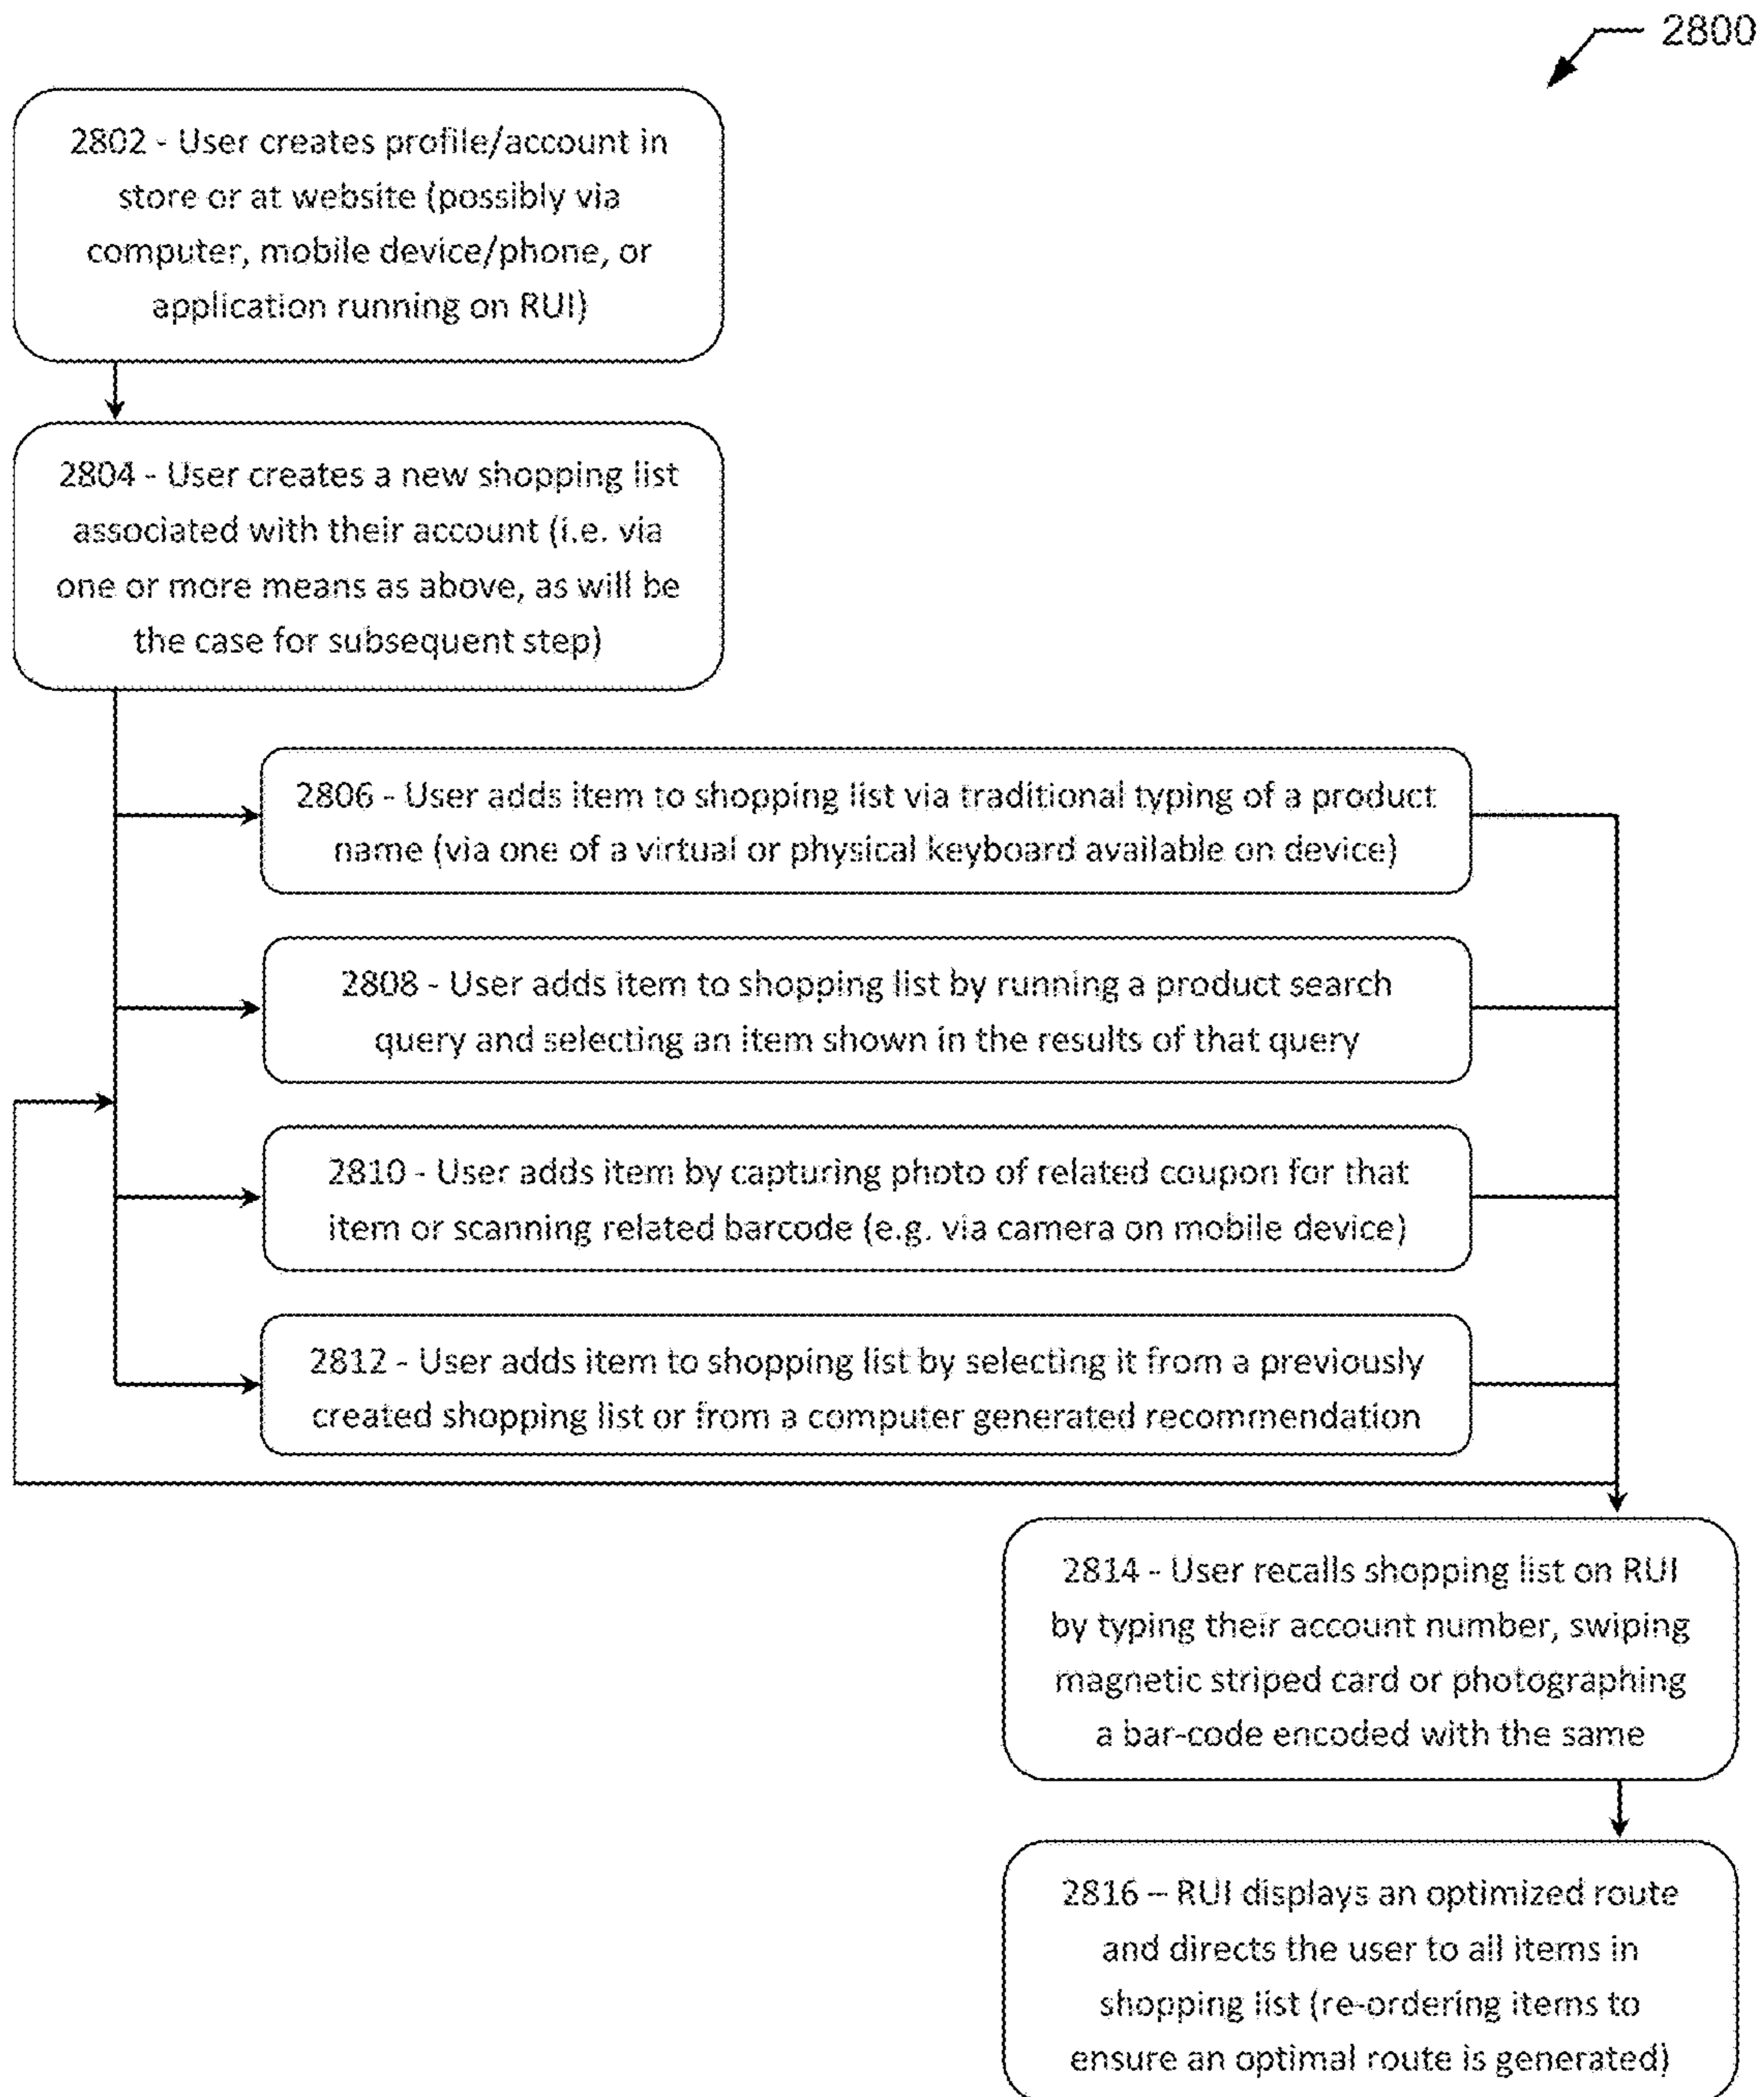 2800
2802 - User creates profile/account in
store or at website (possibly via
computer, mobile device/phone, or
application running on RUI)
2804 - User creates a new shopping list
associated with their account (i.e. via
one or more means as above, as will be
the case for subsequent step)
2806 - User adds item to shopping list via traditional typing of a product
name (via one of a virtual or physical keyboard available on device)
2808 - User adds item to shopping list by running a product search
query and selecting an item shown in the results of that query
2810 - User adds item by capturing photo of related coupon for that
item or scanning related barcode (e.g. via camera on mobile device)
2812 - User adds item to shopping list by selecting it from a previously
created shopping list or from a computer generated recommendation
2814 - User recalls shopping list on RUI
by typing their account number, swiping
magnetic striped card or photographing
a bar-code encoded with the same
2816 – RUI displays an optimized route
and directs the user to all items in
shopping list (re-ordering items to
ensure an optimal route is generated)